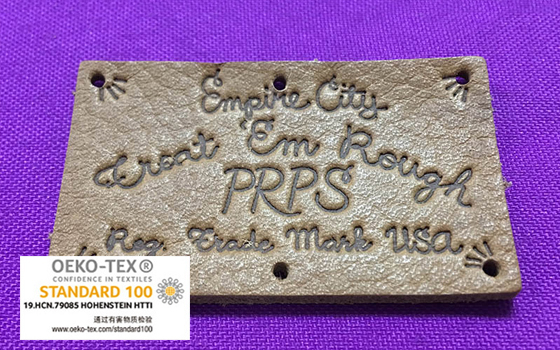 Empire City
Treat 'Em Rough
PRPS
Reg. Trade Mark USA
OEKO-TEX®
CONFIDENCE IN TEXTILES
STANDARD 100
19.HCN.79085 HOHENSTEIN HTTI
通过有害物质检验
www.oeko-tex.com/standard100